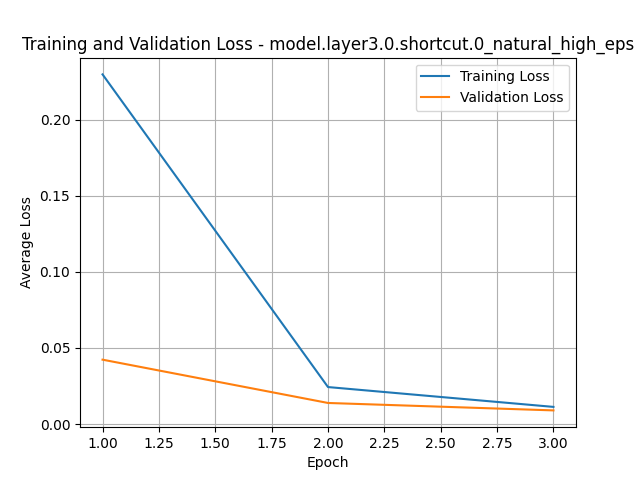 Training and Validation Loss - model.layer3.0.shortcut.0_natural_high_eps
Training Loss
Validation Loss
Average Loss
0.20
0.15
0.10
0.05
0.00
1.00 1.25 1.50 1.75 2.00 2.25 2.50 2.75 3.00
Epoch